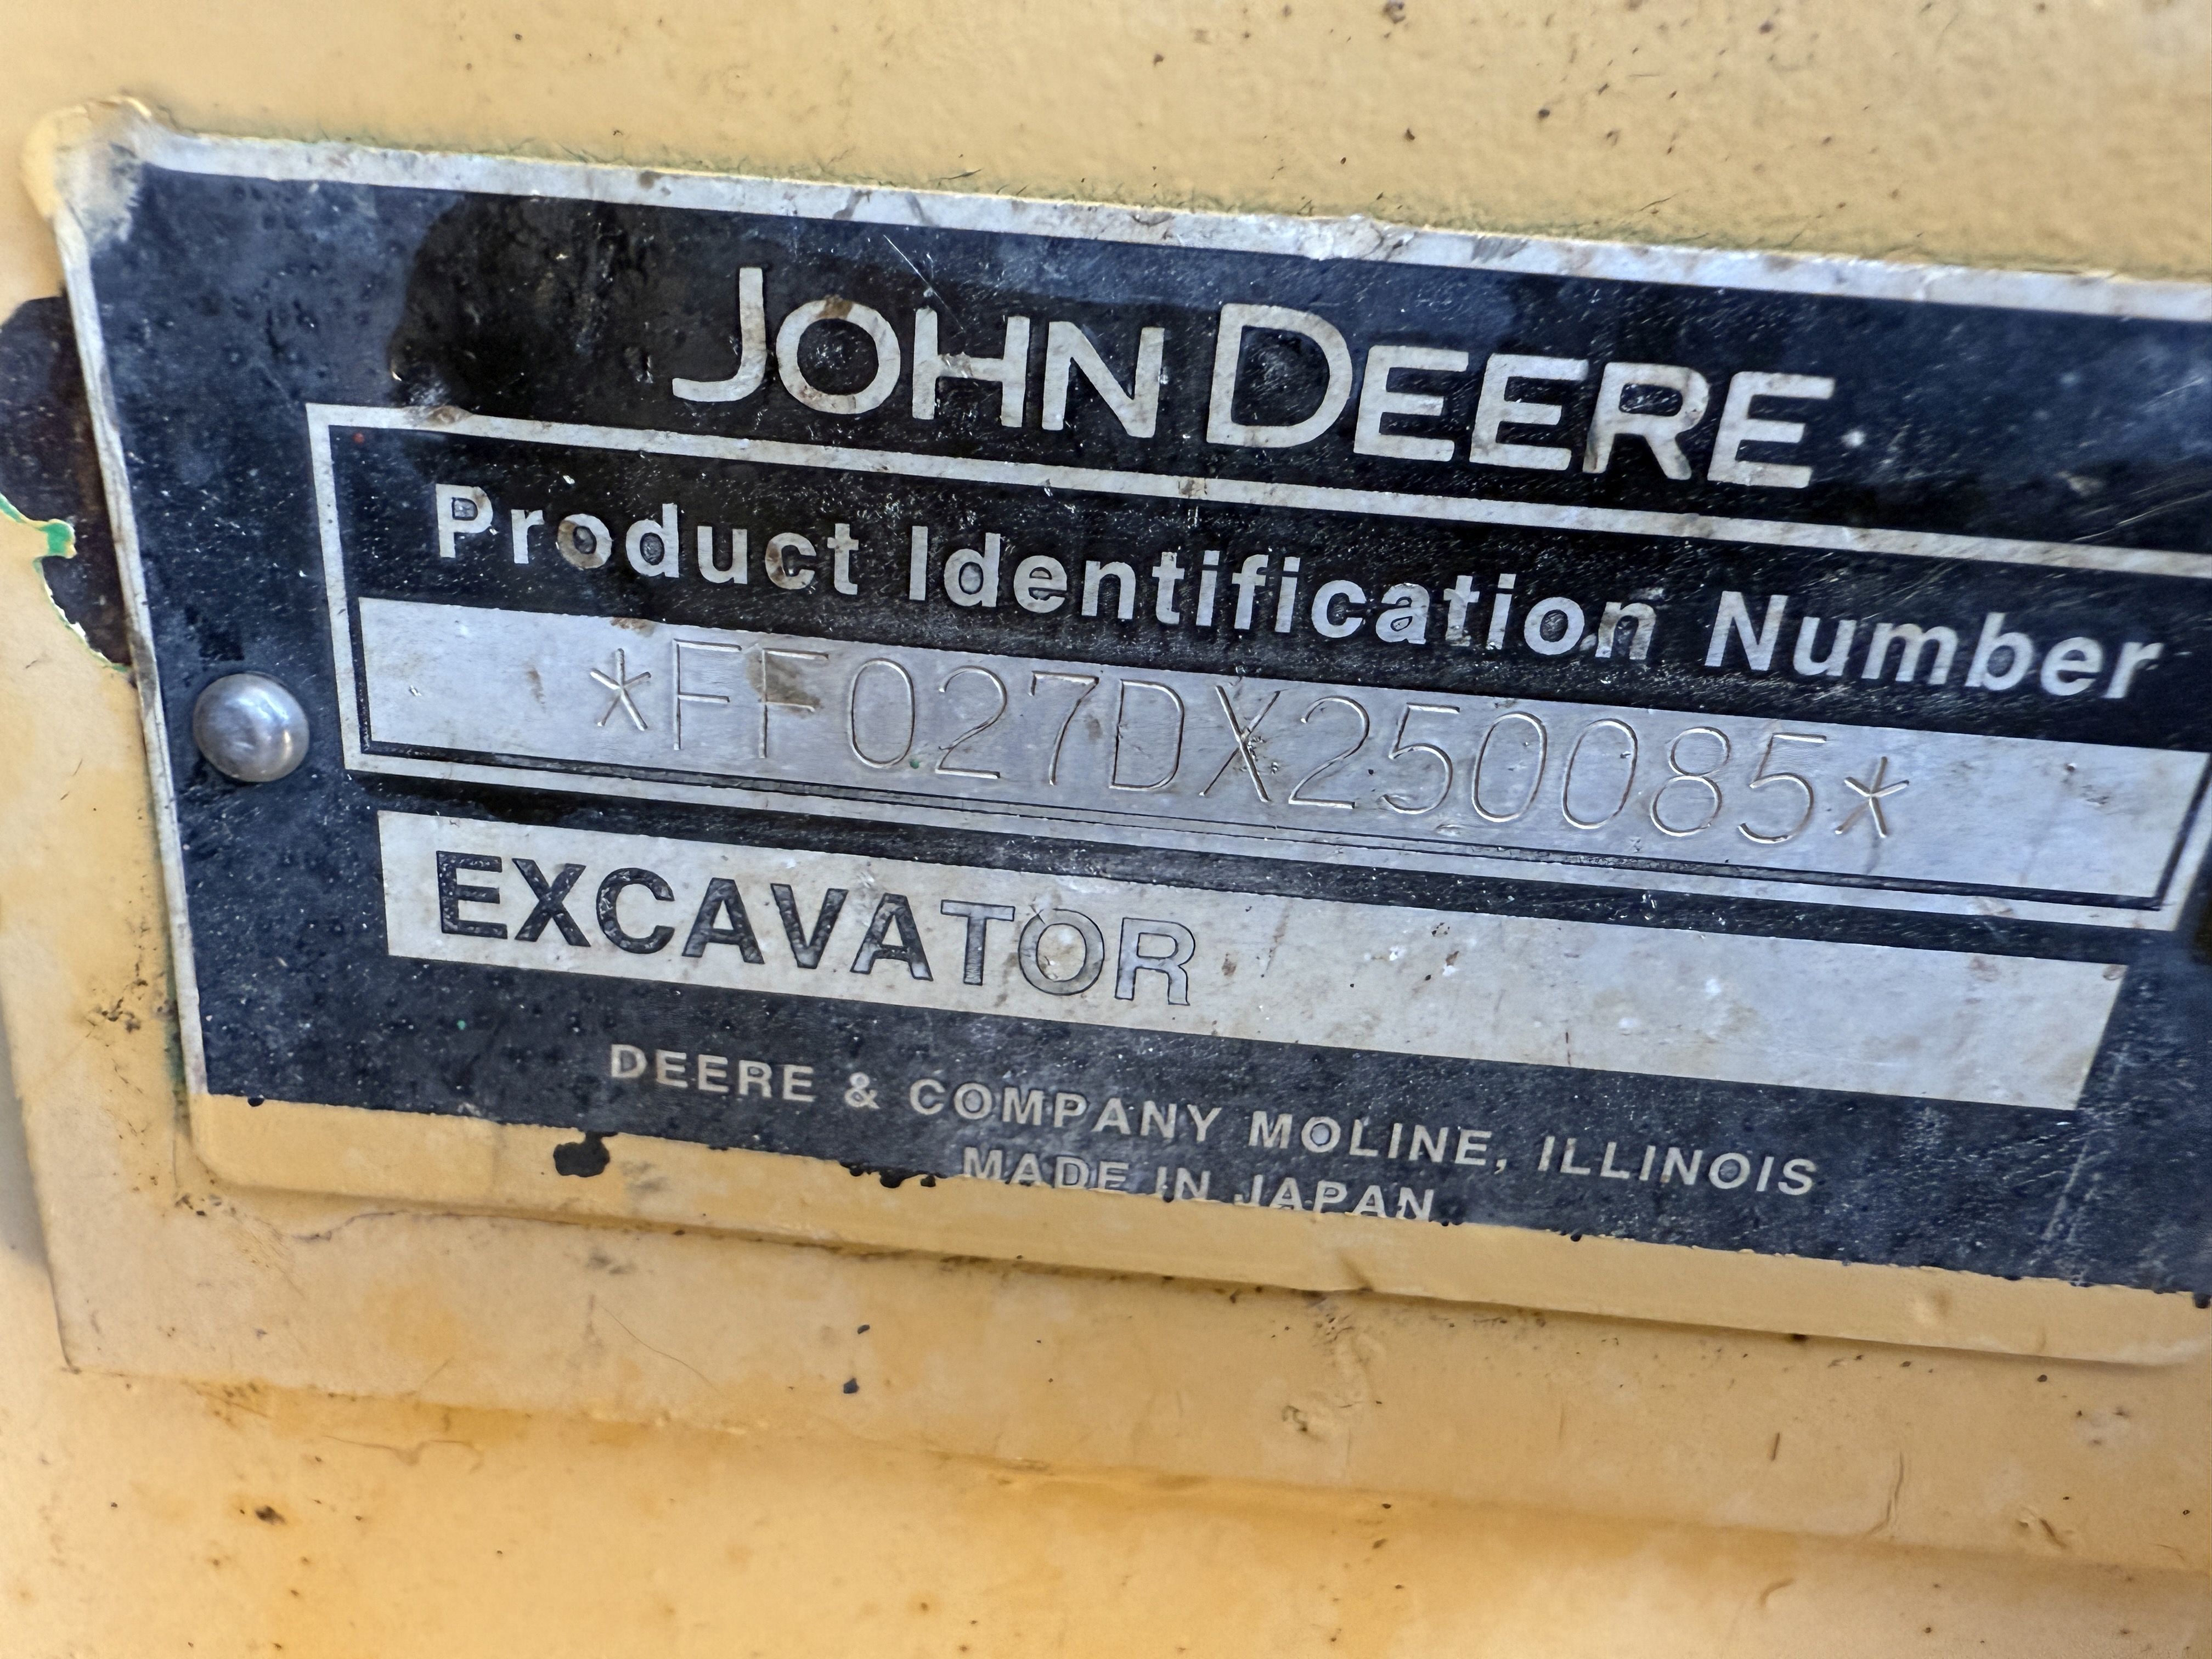 JOHN DEERE
Product Identification Number
*FF027DX250085*
EXCAVATOR
DEERE & COMPANY MOLINE, ILLINOIS
MADE IN JAPAN